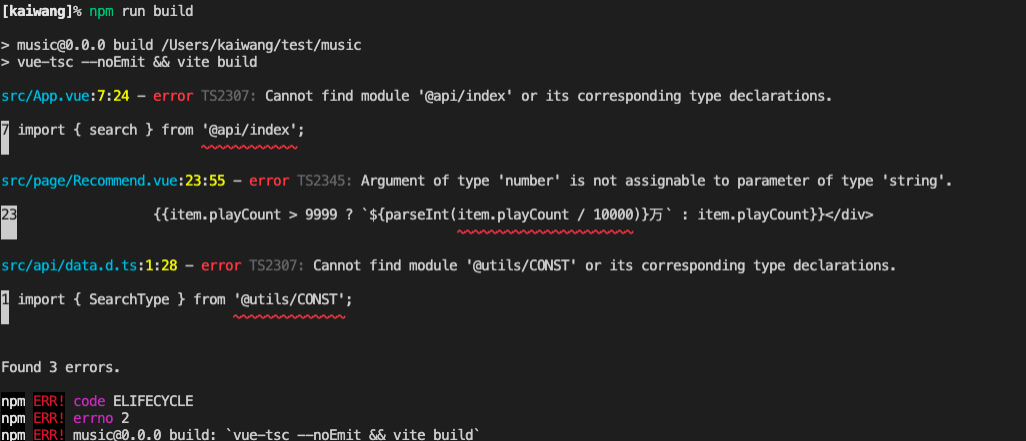 [kaiwang]% npm run build
> music@0.0.0 build /Users/kaiwang/test/music
> vue-tsc --noEmit && vite build
src/App.vue:7:24 - error TS2307: Cannot find module '@api/index' or its corresponding type declarations.
7 import { search } from '@api/index';
src/page/Recommend.vue:23:55 - error TS2345: Argument of type 'number' is not assignable to parameter of type 'string'.
23 {{item.playCount > 9999 ? `${parseInt(item.playCount / 10000)}万` : item.playCount}}</div>
src/api/data.d.ts:1:28 - error TS2307: Cannot find module '@utils/CONST' or its corresponding type declarations.
1 import { SearchType } from '@utils/CONST';
Found 3 errors.
npm ERR! code ELIFECYCLE
npm ERR! errno 2
npm ERR! music@0.0.0 build: `vue-tsc --noEmit && vite build`